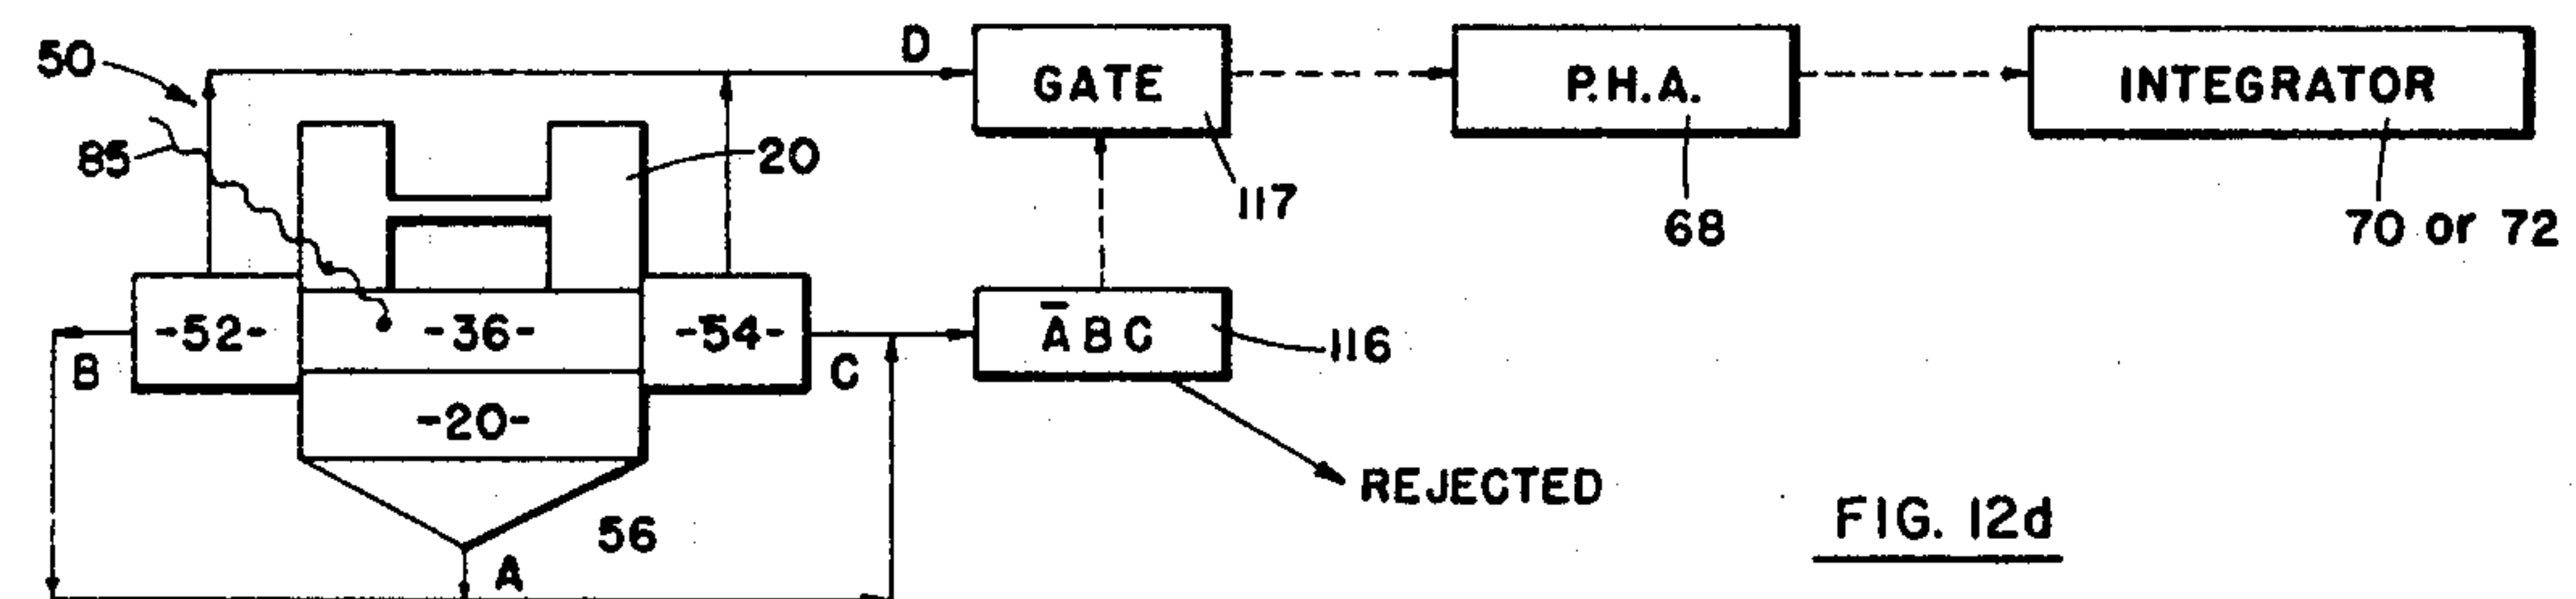 50
D
GATE
P.H.A.
INTEGRATOR
85
20
117
68
70 or 72
-52-
-36-
-54-
A̅BC
116
B
C
-20-
REJECTED
56
A
FIG. 12d